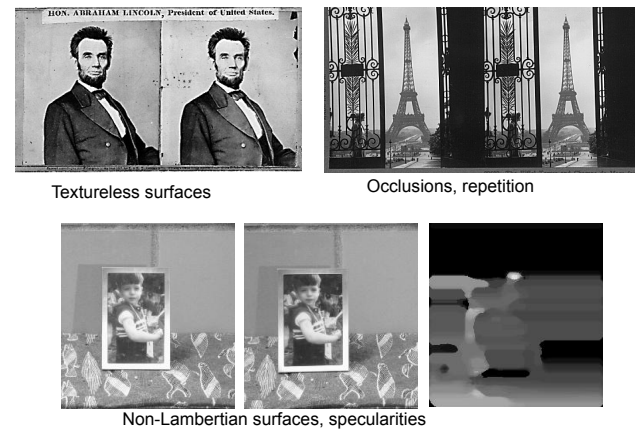 HON. ABRAHAM LINCOLN, President of United States.
Textureless surfaces
Occlusions, repetition
Non-Lambertian surfaces, specularities